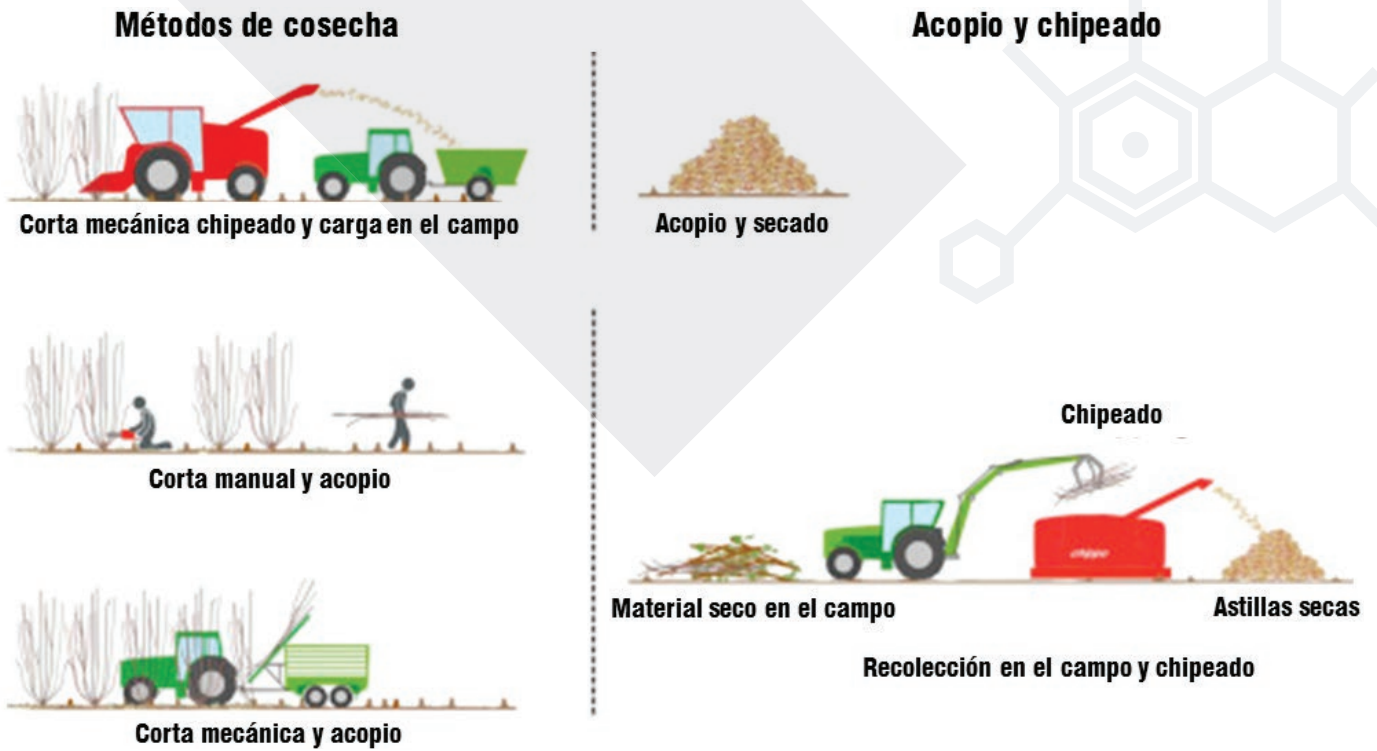 Métodos de cosecha
Acopio y chipeado
Corta mecánica chipeado y carga en el campo
Acopio y secado
Corta manual y acopio
Chipeado
Material seco en el campo
Astillas secas
Recolección en el campo y chipeado
Corta mecánica y acopio